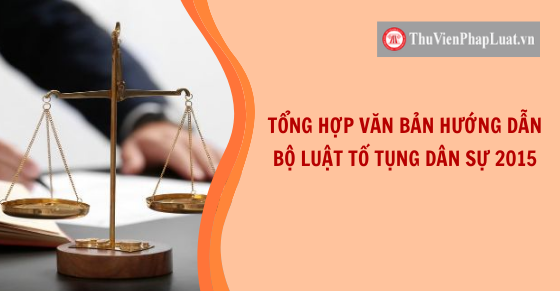 ThuVienPhapLuat.vn
TỔNG HỢP VĂN BẢN HƯỚNG DẪN
BỘ LUẬT TỐ TỤNG DÂN SỰ 2015